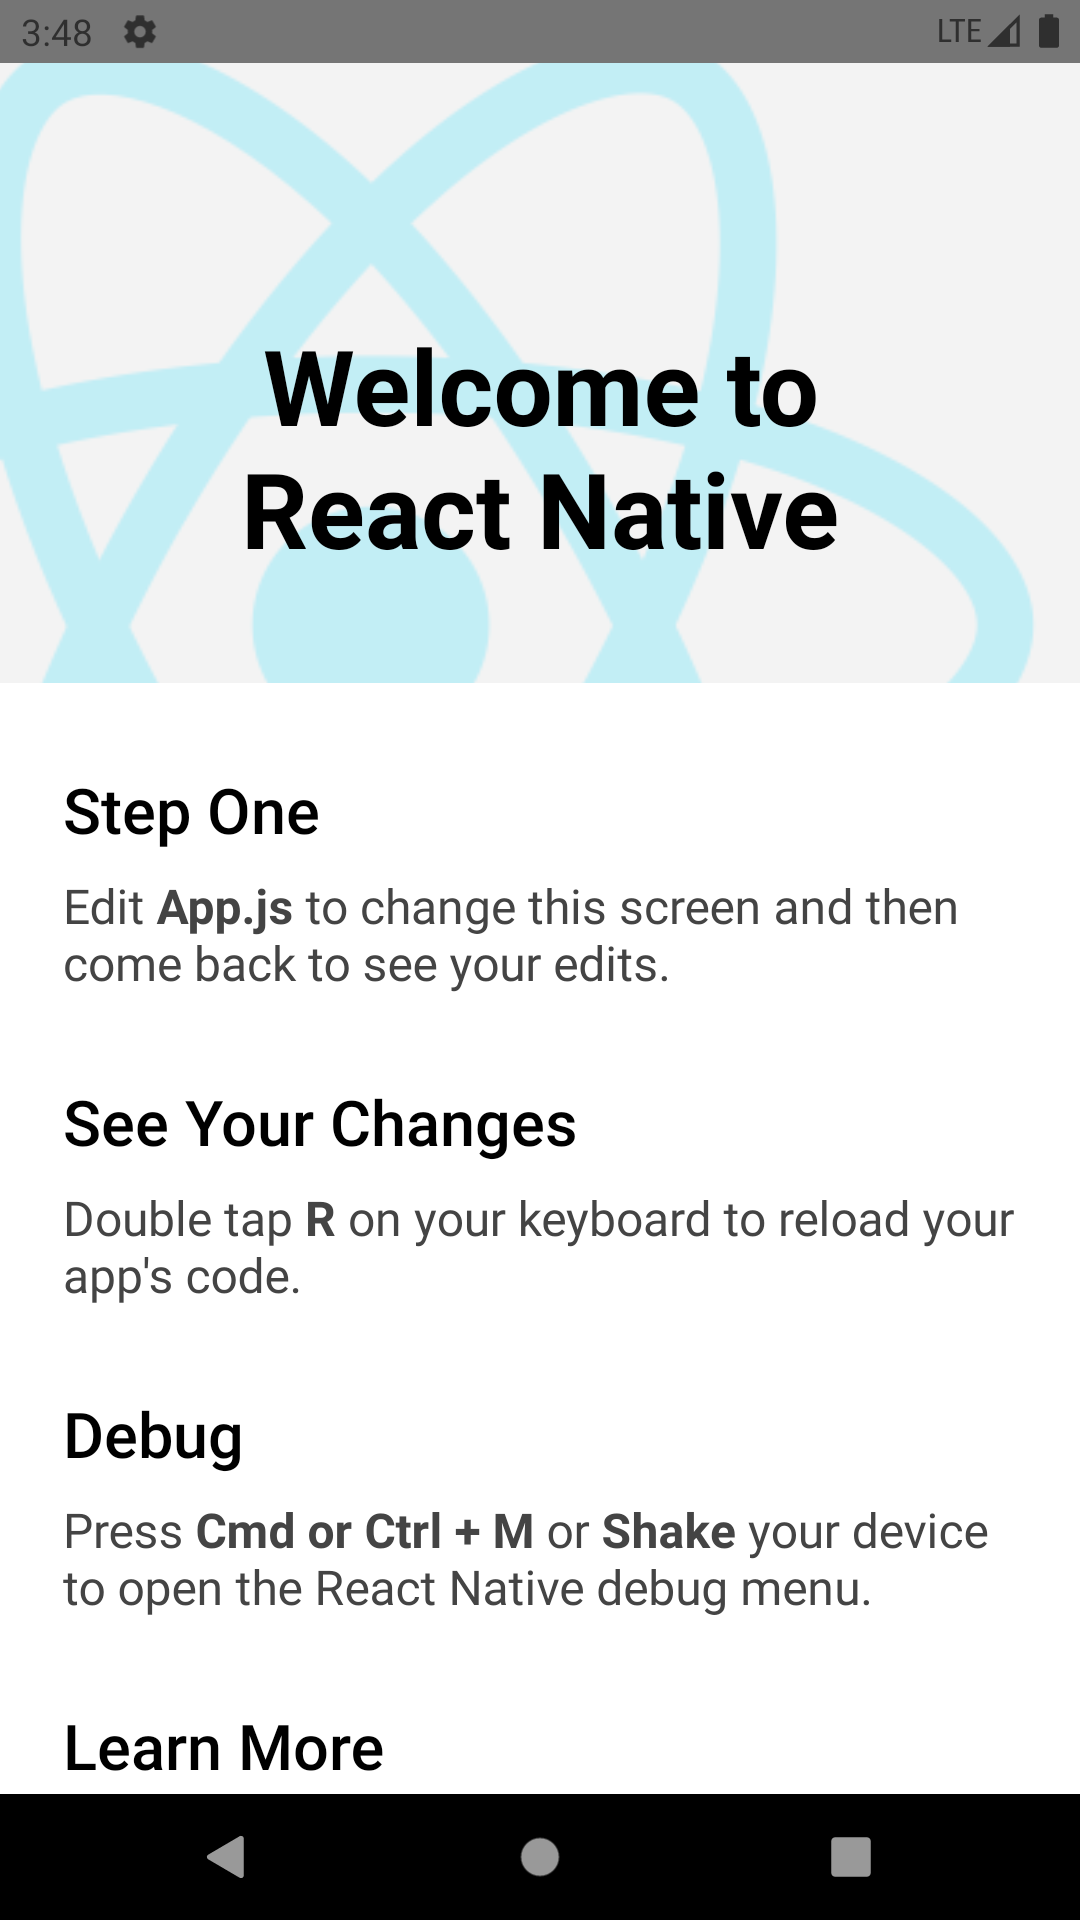 3:48
LTE
Welcome to
React Native
Step One
Edit App.js to change this screen and then
come back to see your edits.
See Your Changes
Double tap R on your keyboard to reload your
app's code.
Debug
Press Cmd or Ctrl + M or Shake your device
to open the React Native debug menu.
Learn More